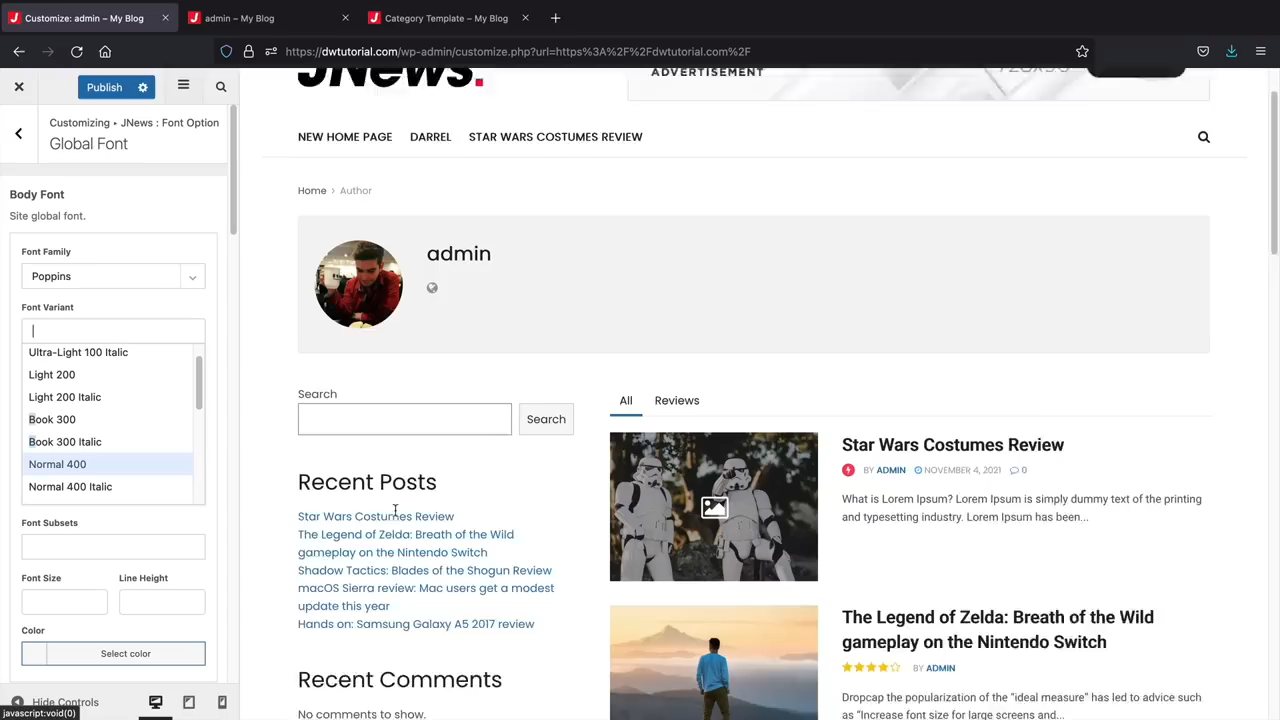 Customize: admin – My Blog
admin – My Blog
Category Template – My Blog
https://dwtutorial.com/wp-admin/customize.php?url=https%3A%2F%2Fdwtutorial.com%2F
Publish
Customizing ▸ JNews : Font Option
Global Font
Body Font
Site global font.
Font Family
Poppins
Font Variant
Ultra-Light 100 Italic
Light 200
Light 200 Italic
Book 300
Book 300 Italic
Normal 400
Normal 400 Italic
Font Subsets
Font Size
Line Height
Color
Select color
Hide Controls
javascript:void(0)
JNews.
ADVERTISEMENT
728x90
NEW HOME PAGE
DARREL
STAR WARS COSTUMES REVIEW
Home > Author
admin
Search
Search
Recent Posts
Star Wars Costumes Review
The Legend of Zelda: Breath of the Wild
gameplay on the Nintendo Switch
Shadow Tactics: Blades of the Shogun Review
macOS Sierra review: Mac users get a modest
update this year
Hands on: Samsung Galaxy A5 2017 review
Recent Comments
No comments to show.
All
Reviews
Star Wars Costumes Review
BY ADMIN NOVEMBER 4, 2021 0
What is Lorem Ipsum? Lorem Ipsum is simply dummy text of the printing
and typesetting industry. Lorem Ipsum has been...
The Legend of Zelda: Breath of the Wild
gameplay on the Nintendo Switch
BY ADMIN
Dropcap the popularization of the “ideal measure” has led to advice such
as “Increase font size for large screens and...